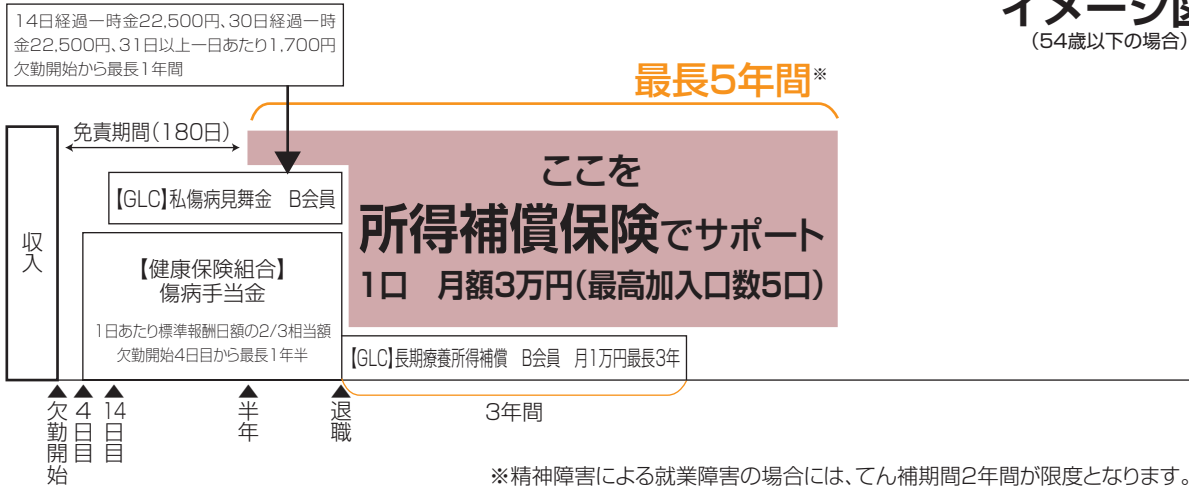 14日経過一時金22,500円、30日経過一時
金22,500円、31日以上一日あたり1,700円
欠勤開始から最長1年間
イメージ図
(54歳以下の場合)
最長5年間※
免責期間(180日)
収入
【GLC】私傷病見舞金 B会員
【健康保険組合】
傷病手当金
1日あたり標準報酬日額の2/3相当額
欠勤開始4日目から最長1年半
ここを
所得補償保険でサポート
1口 月額3万円(最高加入口数5口)
【GLC】長期療養所得補償 B会員 月1万円最長3年
▲欠勤開始
▲4日目
▲14日目
▲半年
▲退職
3年間
※精神障害による就業障害の場合には、てん補期間2年間が限度となります。